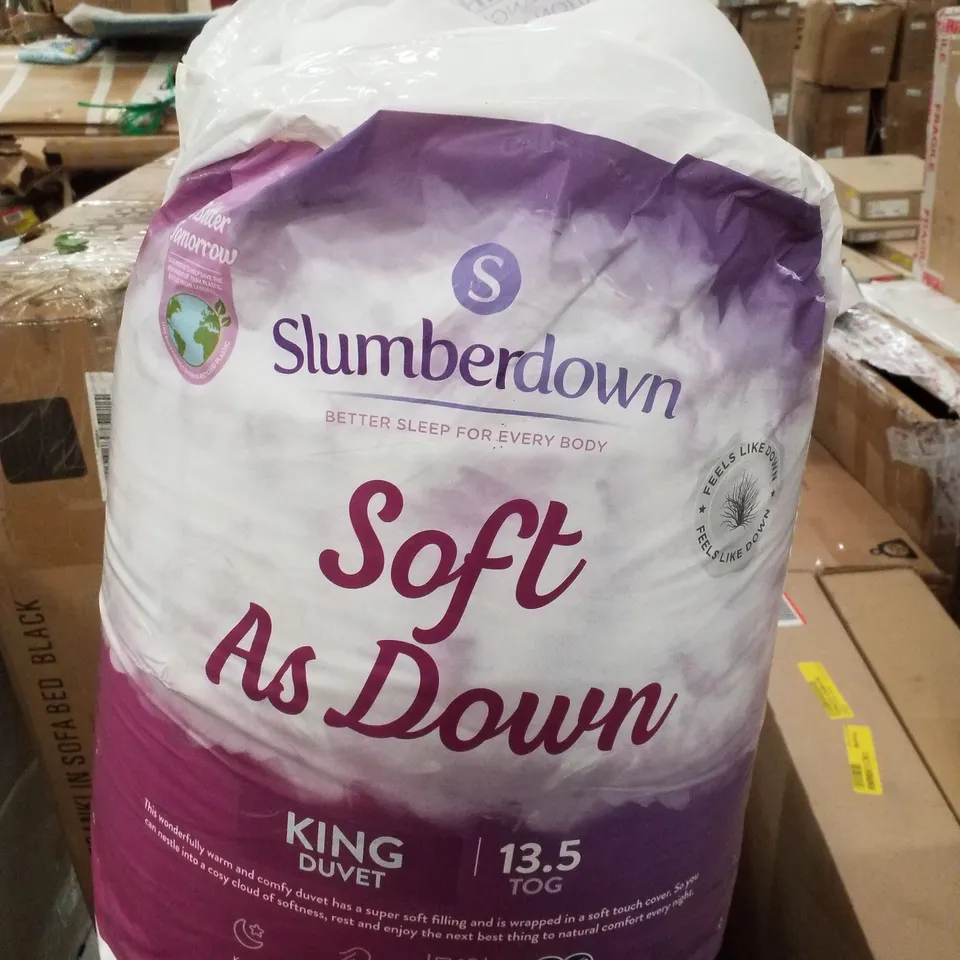 tomorrow
S
Slumberdown
BETTER SLEEP FOR EVERY BODY
FEELS LIKE DOWN
FEELS LIKE DOWN
Soft
As Down
KING
DUVET
13.5
TOG
This wonderfully warm and comfy duvet has a super soft filling and is wrapped in a soft touch cover. So you
can nestle into a cosy cloud of softness, rest and enjoy the next best thing to natural comfort every night.
IN SOFABED BLACK
FRAGILE